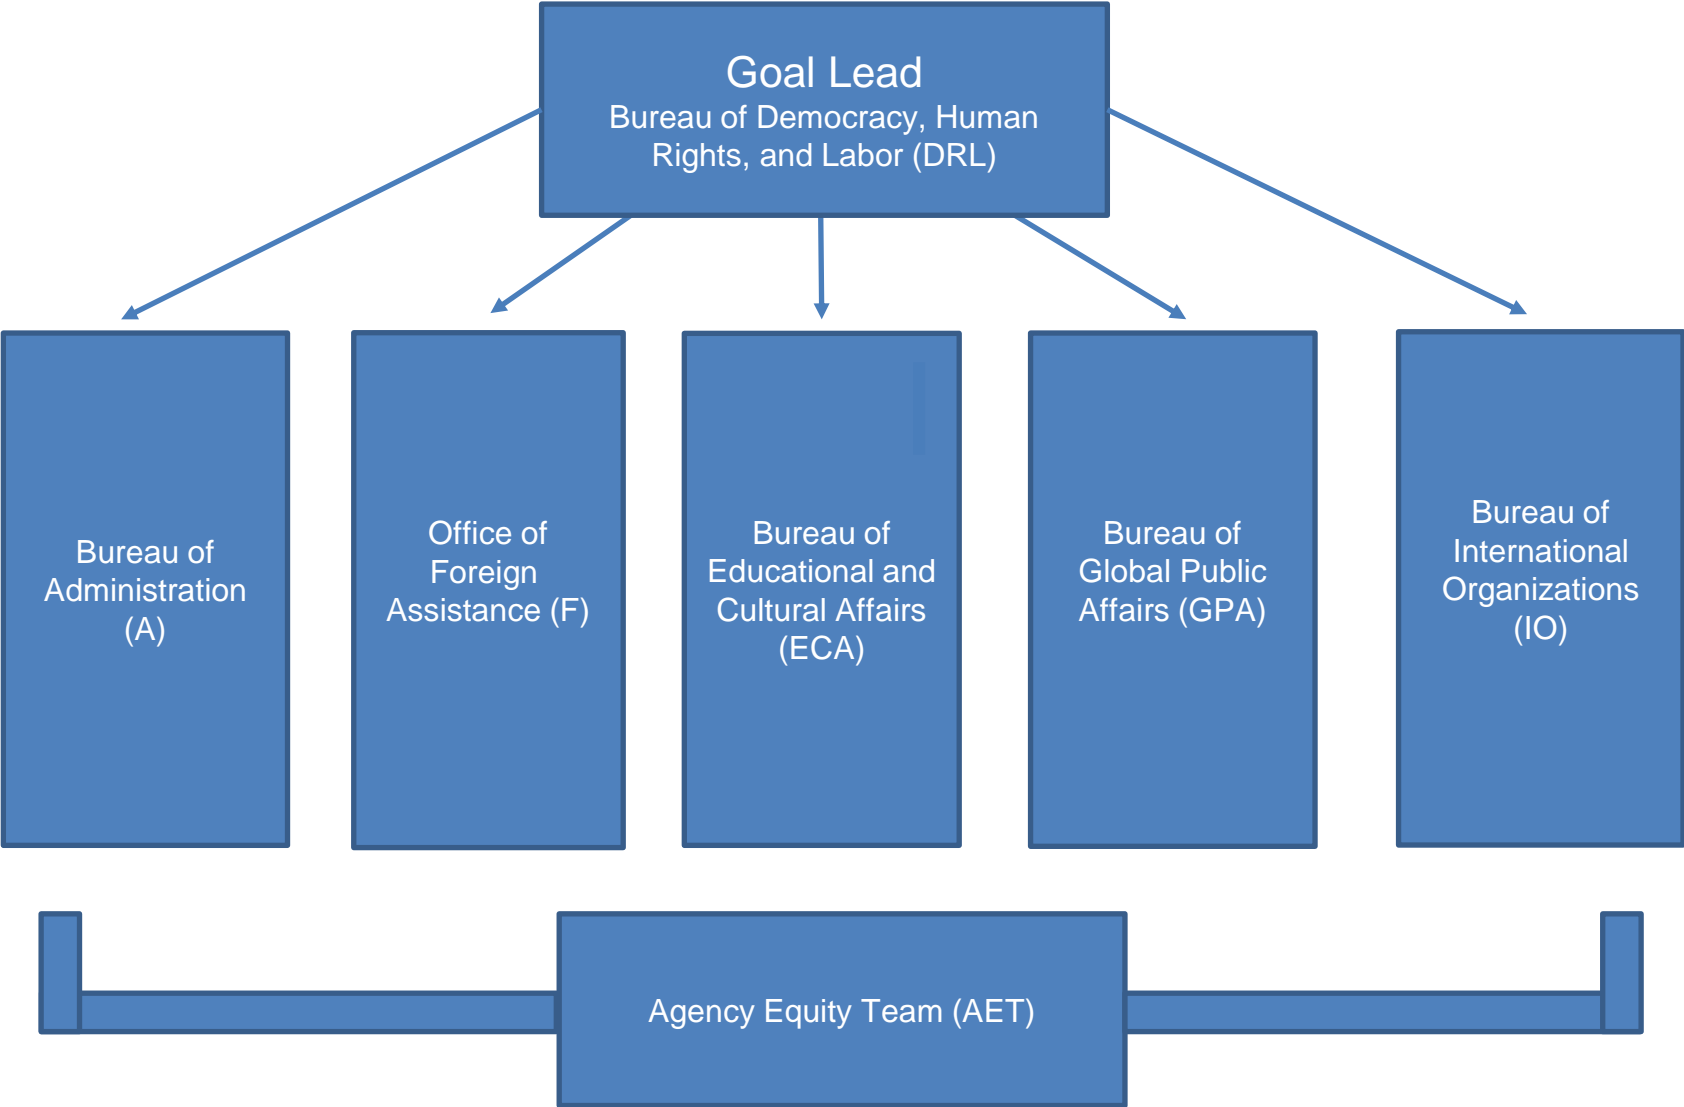 Goal Lead
Bureau of Democracy, Human
Rights, and Labor (DRL)
Bureau of
Administration
(A)
Office of
Foreign
Assistance (F)
Bureau of
Educational and
Cultural Affairs
(ECA)
Bureau of
Global Public
Affairs (GPA)
Bureau of
International
Organizations
(IO)
Agency Equity Team (AET)